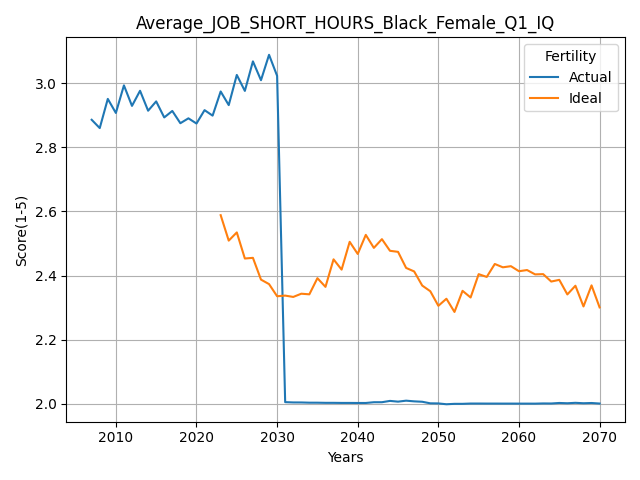 Average_JOB_SHORT_HOURS_Black_Female_Q1_IQ
Fertility
Actual
Ideal
Score(1-5)
3.0
2.8
2.6
2.4
2.2
2.0
2010 2020 2030 2040 2050 2060 2070
Years